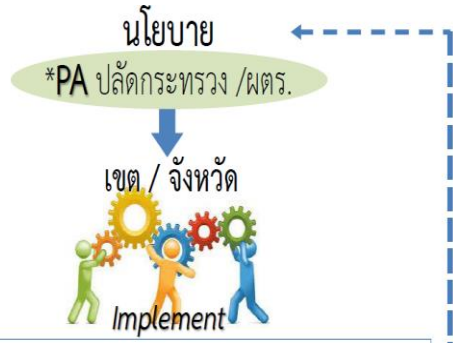 นโยบาย
*PA ปลัดกระทรวง /ผตร.
เขต / จังหวัด
Implement